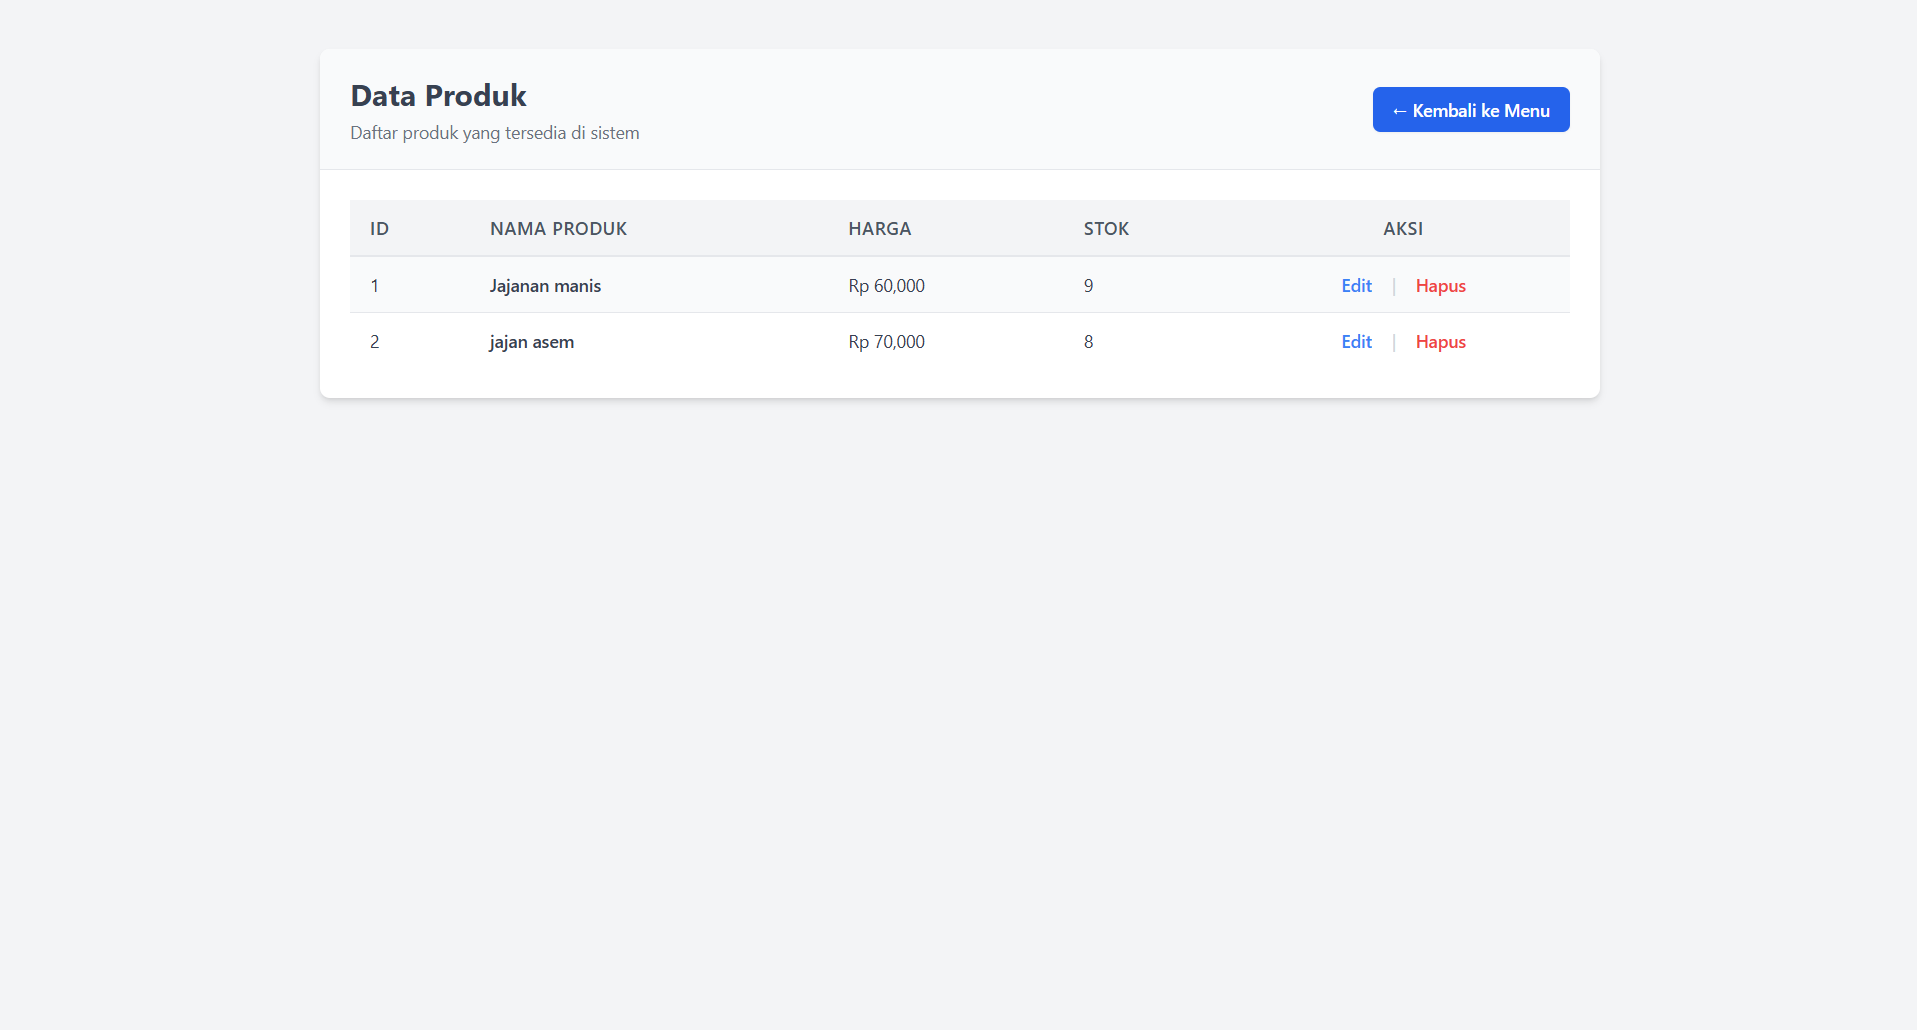 Data Produk
Daftar produk yang tersedia di sistem
← Kembali ke Menu
ID NAMA PRODUK HARGA STOK AKSI
1 Jajanan manis Rp 60,000 9 Edit | Hapus
2 jajan asem Rp 70,000 8 Edit | Hapus